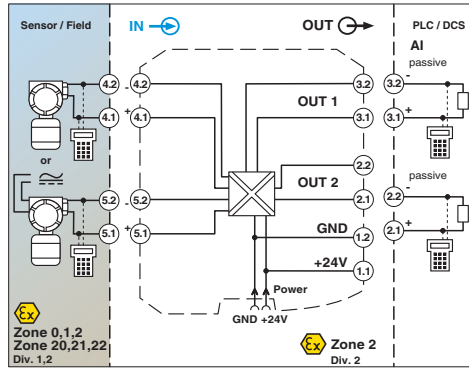 Sensor / Field
IN
OUT
PLC / DCS
AI
passive
4.2
-
4.2
3.2
3.2
-
OUT 1
4.1
+
4.1
3.1
3.1
+
or
2.2
passive
OUT 2
5.2
-
5.2
2.1
2.2
-
GND
5.1
+
5.1
1.2
2.1
+
+24V
1.1
Power
GND +24V
Ex
Zone 0,1,2
Zone 20,21,22
Div. 1,2
Ex
Zone 2
Div. 2